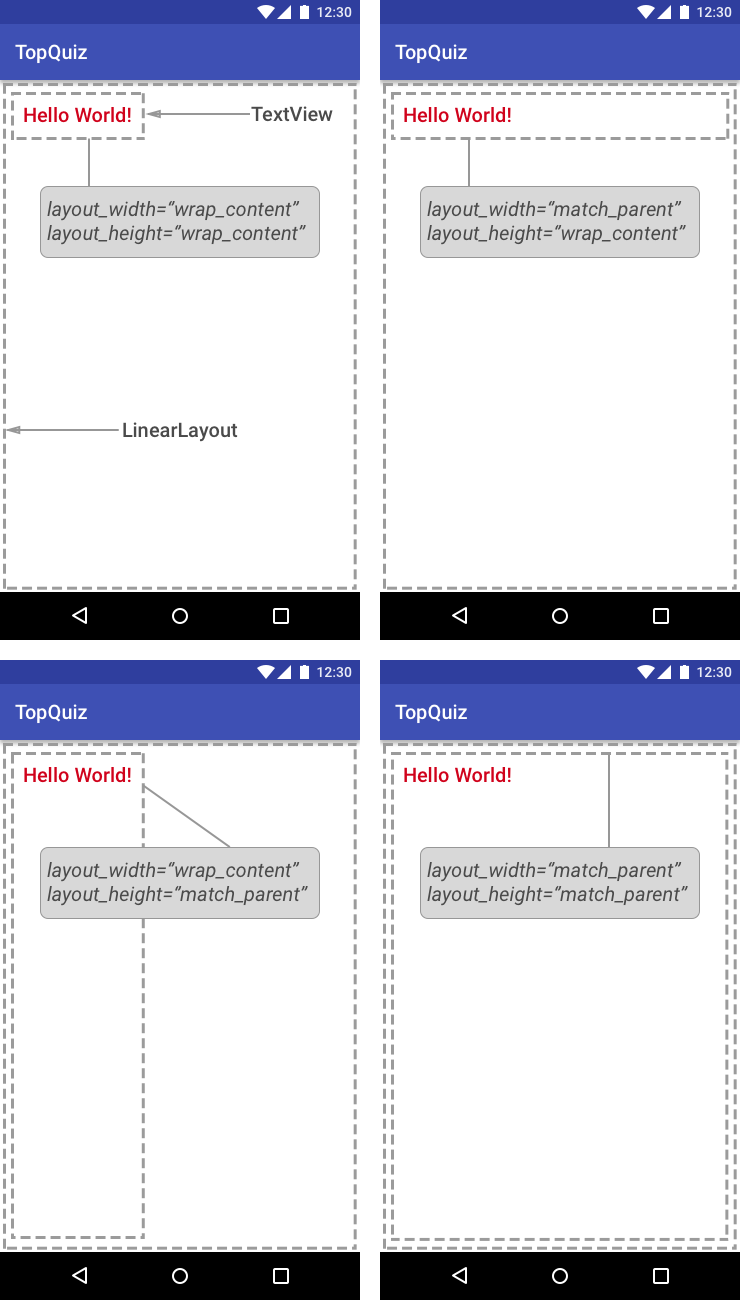 12:30
TopQuiz
Hello World!
TextView
layout_width=“wrap_content”
layout_height=“wrap_content”
LinearLayout
12:30
TopQuiz
Hello World!
layout_width=“match_parent”
layout_height=“wrap_content”
12:30
TopQuiz
Hello World!
layout_width=“wrap_content”
layout_height=“match_parent”
12:30
TopQuiz
Hello World!
layout_width=“match_parent”
layout_height=“match_parent”